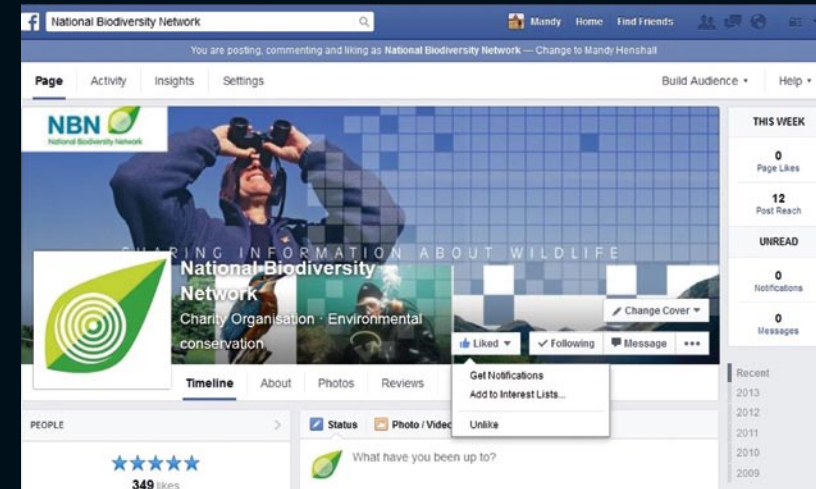 National Biodiversity Network
Mandy Home Find Friends
You are posting, commenting and liking as National Biodiversity Network — Change to Mandy Henshall
Page Activity Insights Settings Build Audience Help
NBN
National Biodiversity Network
SHARING INFORMATION ABOUT WILDLIFE
National Biodiversity
Network
Charity Organisation · Environmental
conservation
Change Cover
Liked Following Message
Get Notifications
Add to Interest Lists...
Unlike
Timeline About Photos Reviews
PEOPLE
349 likes
Status Photo / Video
What have you been up to?
THIS WEEK
0
Page Likes
12
Post Reach
UNREAD
0
Notifications
0
Messages
Recent
2013
2012
2011
2010
2009